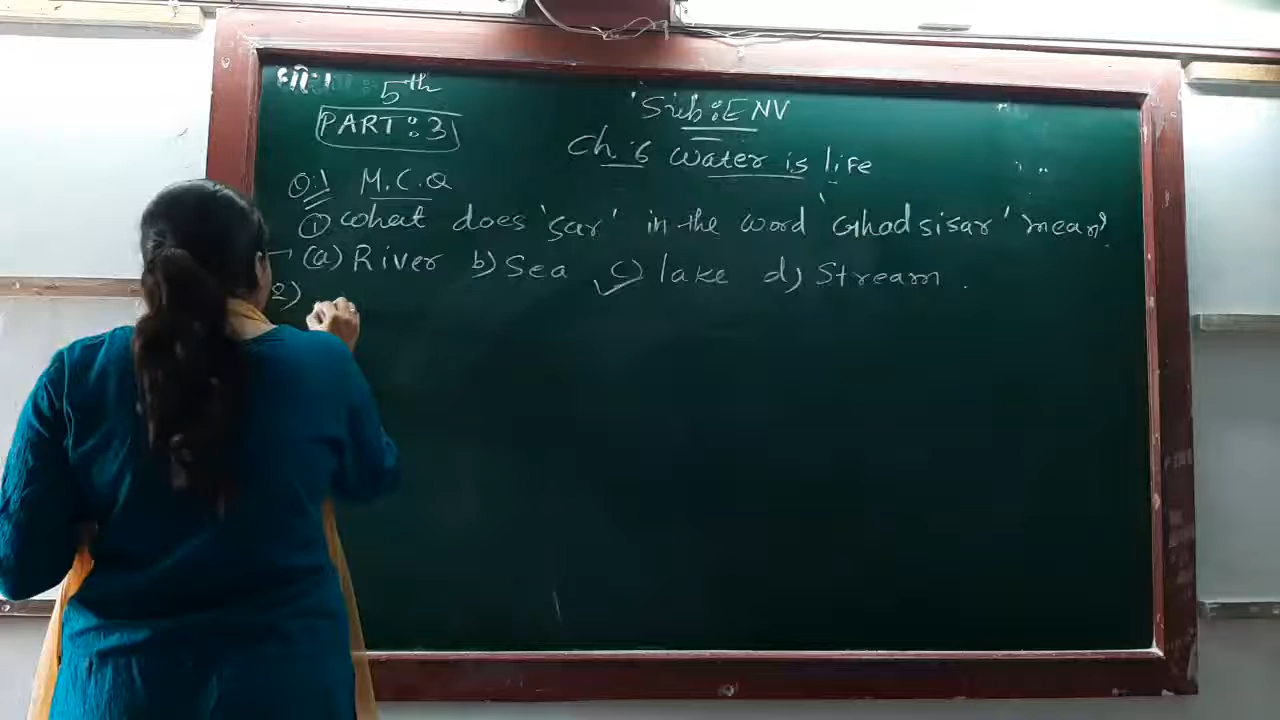 5th
PART:3
Sub:ENV
Ch:6 Water is life
Q:1 M.C.Q
① What does 'sar' in the word 'Ghadsisar' mean?
→ (a) River b) Sea c) lake d) Stream.
2)